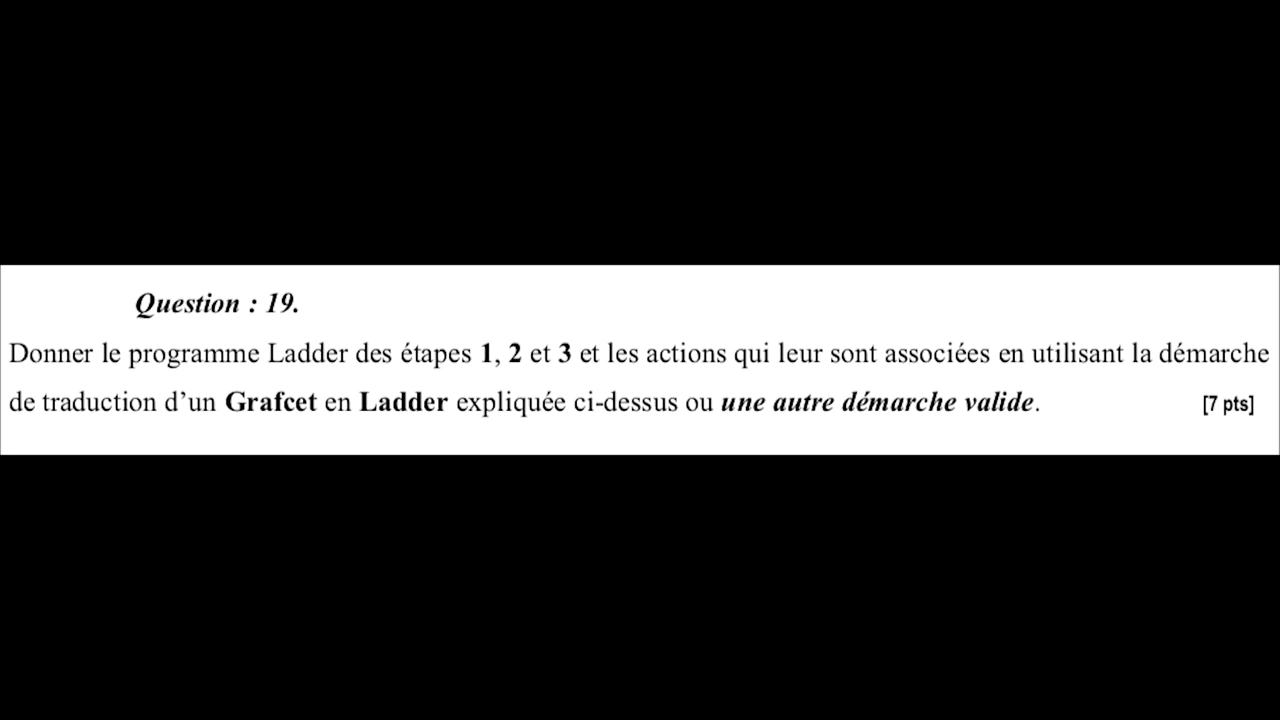 Question : 19.
Donner le programme Ladder des étapes 1, 2 et 3 et les actions qui leur sont associées en utilisant la démarche
de traduction d’un Grafcet en Ladder expliquée ci-dessus ou une autre démarche valide. [7 pts]